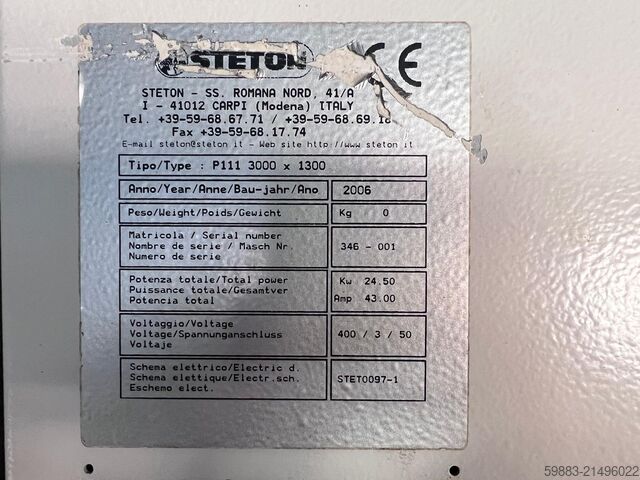 STETON CE
STETON - SS. ROMANA NORD, 41/A
I - 41012 CARPI (Modena) ITALY
Tel. +39-59-68.67.71 / +39-59-68.69.
Fax +39-59-68.17.74
E-mail steton@steton it - Web site http://www steton it
Tipo/Type : P111 3000 x 1300
Anno/Year/Anne/Bau-jahr/Ano 2006
Peso/Weight/Poids/Gewicht Kg 0
Matricola / Serial number
Nombre de serie / Masch Nr. 346 - 001
Numero de serie
Potenza totale/Total power Kw 24.50
Puissance totale/Gesamtver
Potencia total Amp 43.00
Voltaggio/Voltage
Voltage/Spannunganschluss 400 / 3 / 50
Voltaje
Schema elettrico/Electric d.
Schema elettique/Electr.sch. STET0097-1
Eschemo elect.
59883-21496022